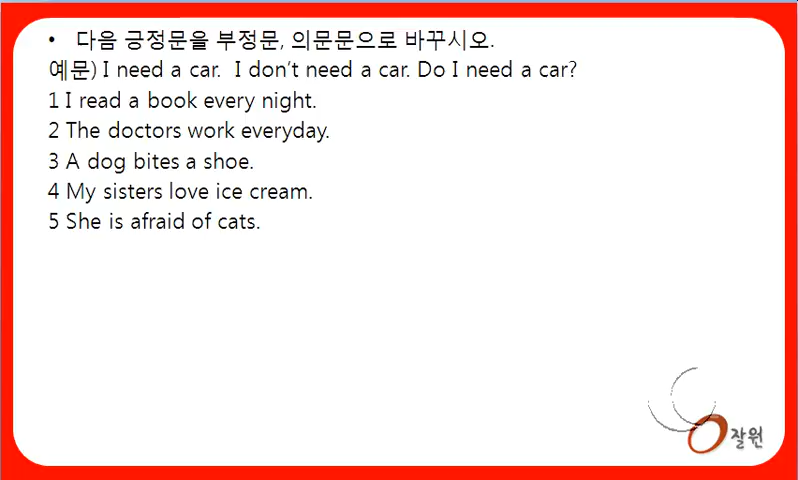 • 다음 긍정문을 부정문, 의문문으로 바꾸시오.
예문) I need a car. I don't need a car. Do I need a car?
1 I read a book every night.
2 The doctors work everyday.
3 A dog bites a shoe.
4 My sisters love ice cream.
5 She is afraid of cats.
잘원